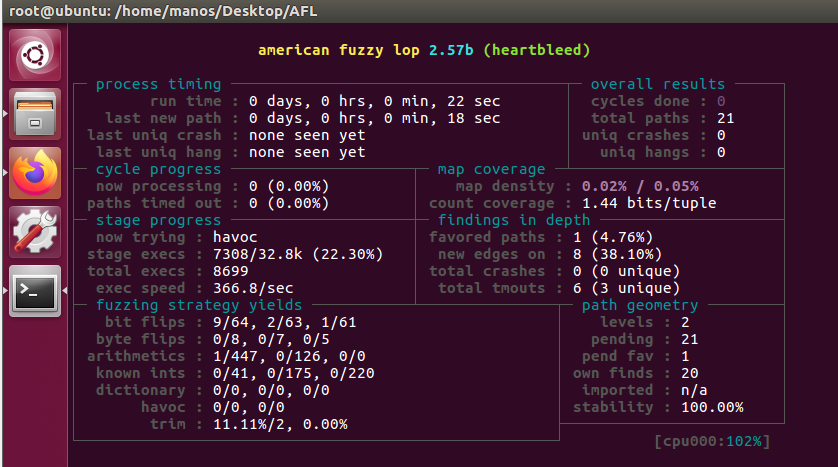 root@ubuntu: /home/manos/Desktop/AFL
american fuzzy lop 2.57b (heartbleed)
process timing
run time : 0 days, 0 hrs, 0 min, 22 sec
last new path : 0 days, 0 hrs, 0 min, 18 sec
last uniq crash : none seen yet
last uniq hang : none seen yet
overall results
cycles done : 0
total paths : 21
uniq crashes : 0
uniq hangs : 0
cycle progress
now processing : 0 (0.00%)
paths timed out : 0 (0.00%)
map coverage
map density : 0.02% / 0.05%
count coverage : 1.44 bits/tuple
stage progress
now trying : havoc
stage execs : 7308/32.8k (22.30%)
total execs : 8699
exec speed : 366.8/sec
findings in depth
favored paths : 1 (4.76%)
new edges on : 8 (38.10%)
total crashes : 0 (0 unique)
total tmouts : 6 (3 unique)
fuzzing strategy yields
bit flips : 9/64, 2/63, 1/61
byte flips : 0/8, 0/7, 0/5
arithmetics : 1/447, 0/126, 0/0
known ints : 0/41, 0/175, 0/220
dictionary : 0/0, 0/0, 0/0
havoc : 0/0, 0/0
trim : 11.11%/2, 0.00%
path geometry
levels : 2
pending : 21
pend fav : 1
own finds : 20
imported : n/a
stability : 100.00%
[cpu000:102%]